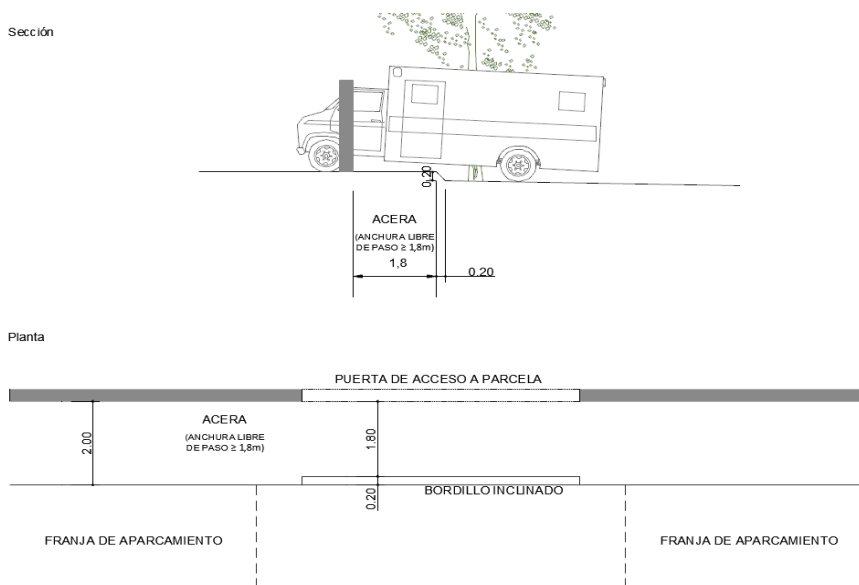 Sección
0,20
ACERA
(ANCHURA LIBRE
DE PASO ≥ 1,8m)
1,8
0.20
Planta
PUERTA DE ACCESO A PARCELA
ACERA
(ANCHURA LIBRE
DE PASO ≥ 1,8m)
2.00
1.80
0.20
BORDILLO INCLINADO
FRANJA DE APARCAMIENTO
FRANJA DE APARCAMIENTO